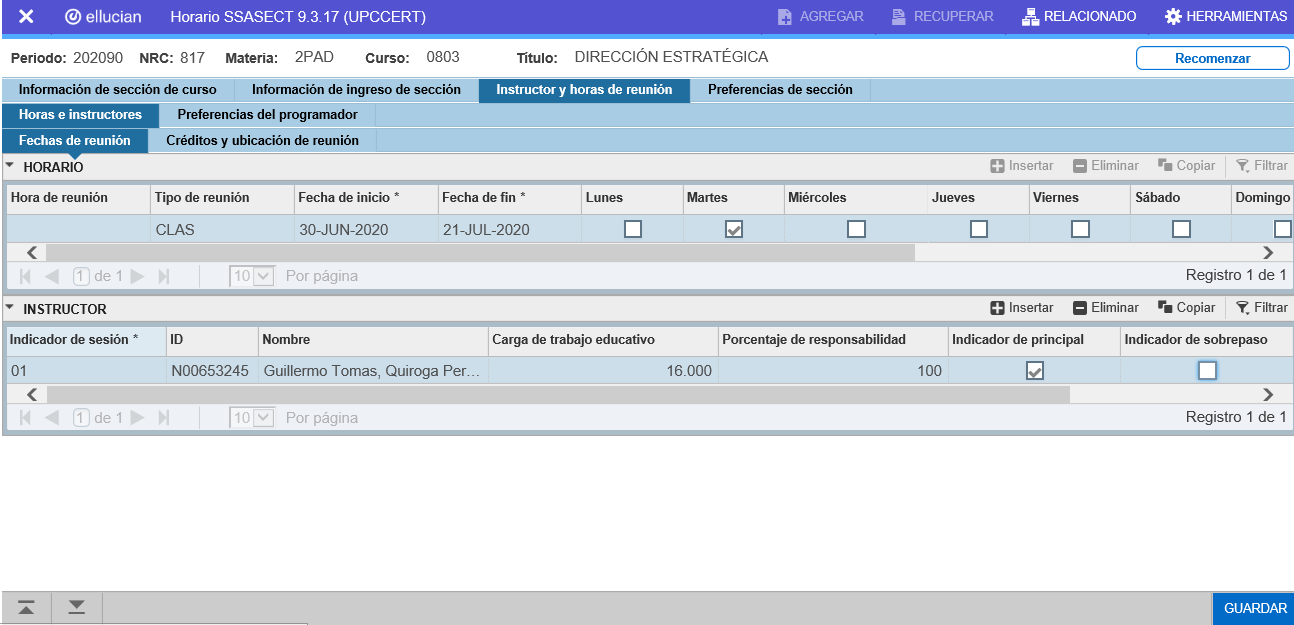 ellucian Horario SSASECT 9.3.17 (UPCCERT) AGREGAR RECUPERAR RELACIONADO HERRAMIENTAS
Periodo: 202090 NRC: 817 Materia: 2PAD Curso: 0803 Título: DIRECCIÓN ESTRATÉGICA Recomenzar
Información de sección de curso Información de ingreso de sección Instructor y horas de reunión Preferencias de sección
Horas e instructores Preferencias del programador
Fechas de reunión Créditos y ubicación de reunión
HORARIO Insertar Eliminar Copiar Filtrar
Hora de reunión Tipo de reunión Fecha de inicio * Fecha de fin * Lunes Martes Miércoles Jueves Viernes Sábado Domingo
CLAS 30-JUN-2020 21-JUL-2020
1 de 1 10 Por página Registro 1 de 1
INSTRUCTOR Insertar Eliminar Copiar Filtrar
Indicador de sesión * ID Nombre Carga de trabajo educativo Porcentaje de responsabilidad Indicador de principal Indicador de sobrepaso
01 N00653245 Guillermo Tomas, Quiroga Per... 16.000 100
1 de 1 10 Por página Registro 1 de 1
GUARDAR